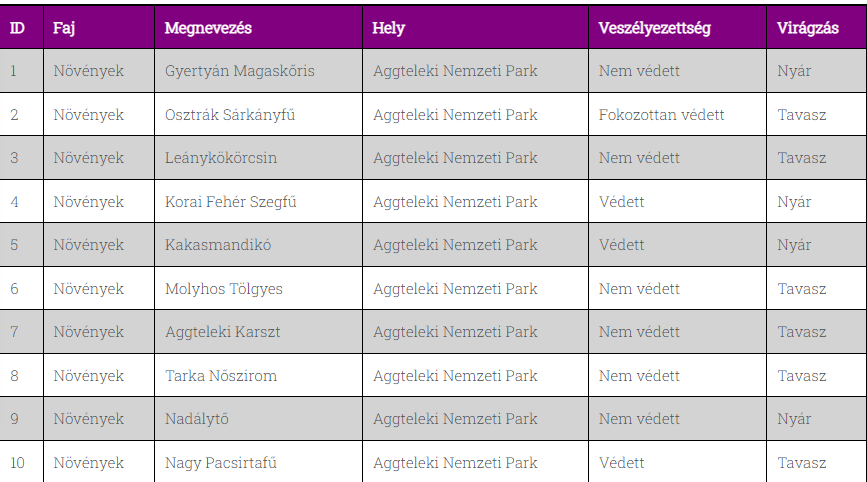 ID Faj Megnevezés Hely Veszélyezettség Virágzás
1 Növények Gyertyán Magaskőris Aggteleki Nemzeti Park Nem védett Nyár
2 Növények Osztrák Sárkányfű Aggteleki Nemzeti Park Fokozottan védett Tavasz
3 Növények Leánykökörcsin Aggteleki Nemzeti Park Nem védett Tavasz
4 Növények Korai Fehér Szegfű Aggteleki Nemzeti Park Védett Nyár
5 Növények Kakasmandikó Aggteleki Nemzeti Park Védett Nyár
6 Növények Molyhos Tölgyes Aggteleki Nemzeti Park Nem védett Tavasz
7 Növények Aggteleki Karszt Aggteleki Nemzeti Park Nem védett Tavasz
8 Növények Tarka Nőszirom Aggteleki Nemzeti Park Nem védett Tavasz
9 Növények Nadálytő Aggteleki Nemzeti Park Nem védett Nyár
10 Növények Nagy Pacsirtafű Aggteleki Nemzeti Park Védett Tavasz